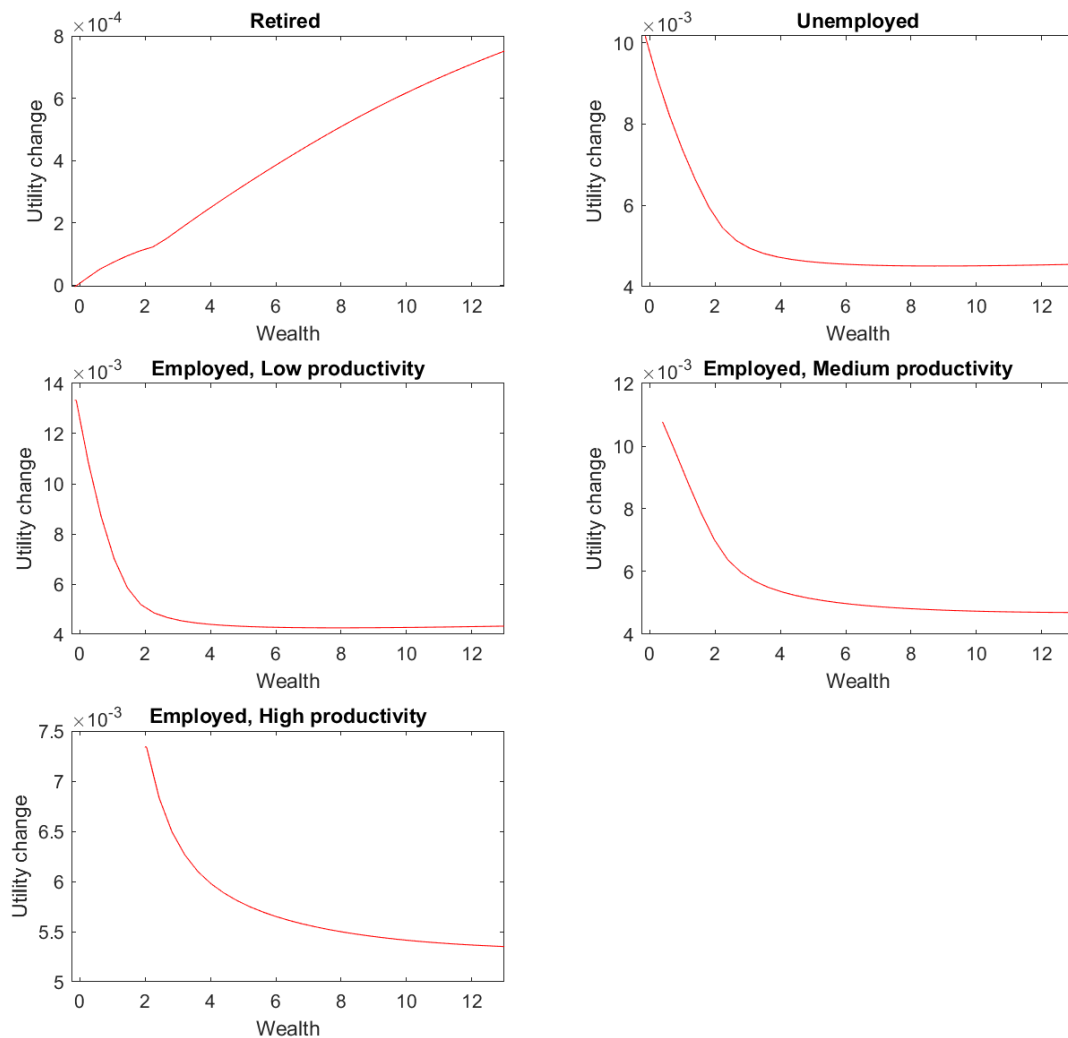 Retired
×10⁻⁴
8
6
4
2
0
Utility change
0 2 4 6 8 10 12
Wealth
Unemployed
×10⁻³
10
8
6
4
Utility change
0 2 4 6 8 10 12
Wealth
Employed, Low productivity
×10⁻³
14
12
10
8
6
4
Utility change
0 2 4 6 8 10 12
Wealth
Employed, Medium productivity
×10⁻³
12
10
8
6
4
Utility change
0 2 4 6 8 10 12
Wealth
Employed, High productivity
×10⁻³
7.5
7
6.5
6
5.5
5
Utility change
0 2 4 6 8 10 12
Wealth